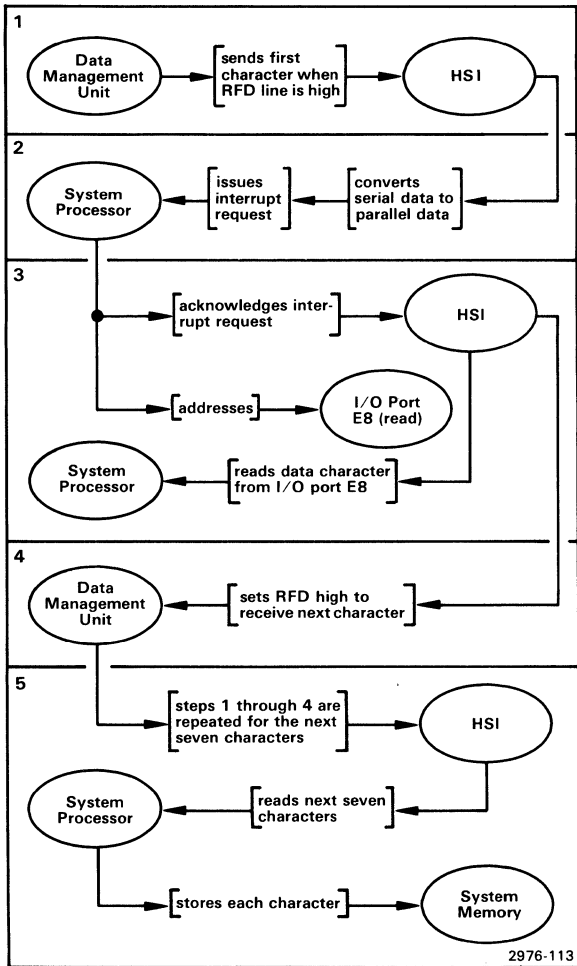 1
Data
Management
Unit
sends first
character when
RFD line is high
HSI
2
System
Processor
issues
interrupt
request
converts
serial data to
parallel data
3
acknowledges inter-
rupt request
HSI
addresses
I/O Port
E8 (read)
System
Processor
reads data character
from I/O port E8
4
Data
Management
Unit
sets RFD high to
receive next character
5
steps 1 through 4 are
repeated for the next
seven characters
HSI
System
Processor
reads next seven
characters
stores each character
System
Memory
2976-113